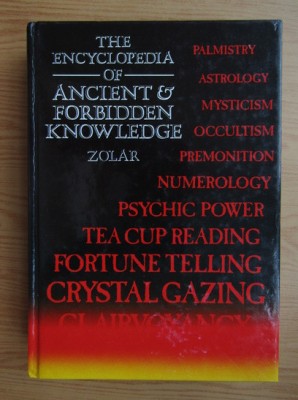 THE
ENCYCLOPEDIA
OF
ANCIENT &
FORBIDDEN
KNOWLEDGE
ZOLAR
PALMISTRY
ASTROLOGY
MYSTICISM
OCCULTISM
PREMONITION
NUMEROLOGY
PSYCHIC POWER
TEA CUP READING
FORTUNE TELLING
CRYSTAL GAZING
CLAIRVOYANCY